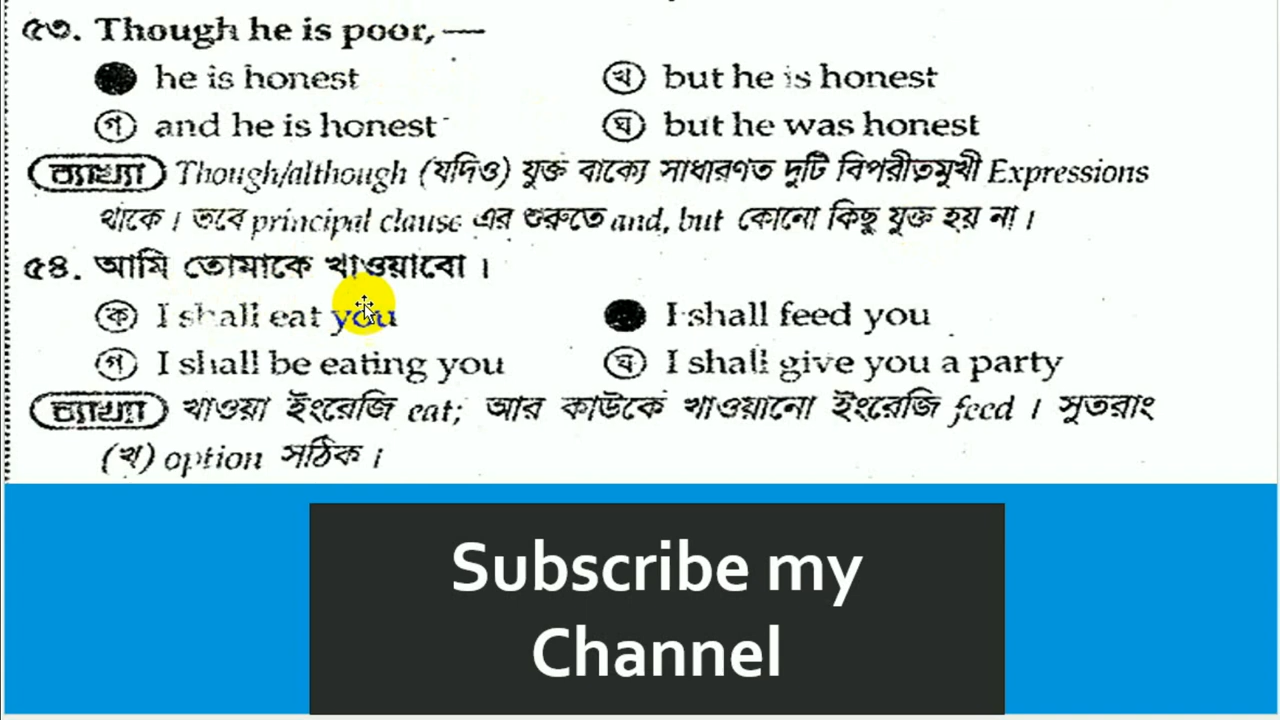 ৫৩. Though he is poor, —
he is honest খ but he is honest
গ and he is honest ঘ but he was honest
ব্যাখ্যা Though/although (যদিও) যুক্ত বাক্যে সাধারণত দুটি বিপরীতমুখী Expressions
থাকে। তবে principal clause এর শুরুতে and, but কোনো কিছু যুক্ত হয় না।
৫৪. আমি তোমাকে খাওয়াবো।
ক I shall eat you I shall feed you
গ I shall be eating you ঘ I shall give you a party
ব্যাখ্যা খাওয়া ইংরেজি eat; আর কাউকে খাওয়ানো ইংরেজি feed। সুতরাং
(খ) option সঠিক।
Subscribe my
Channel